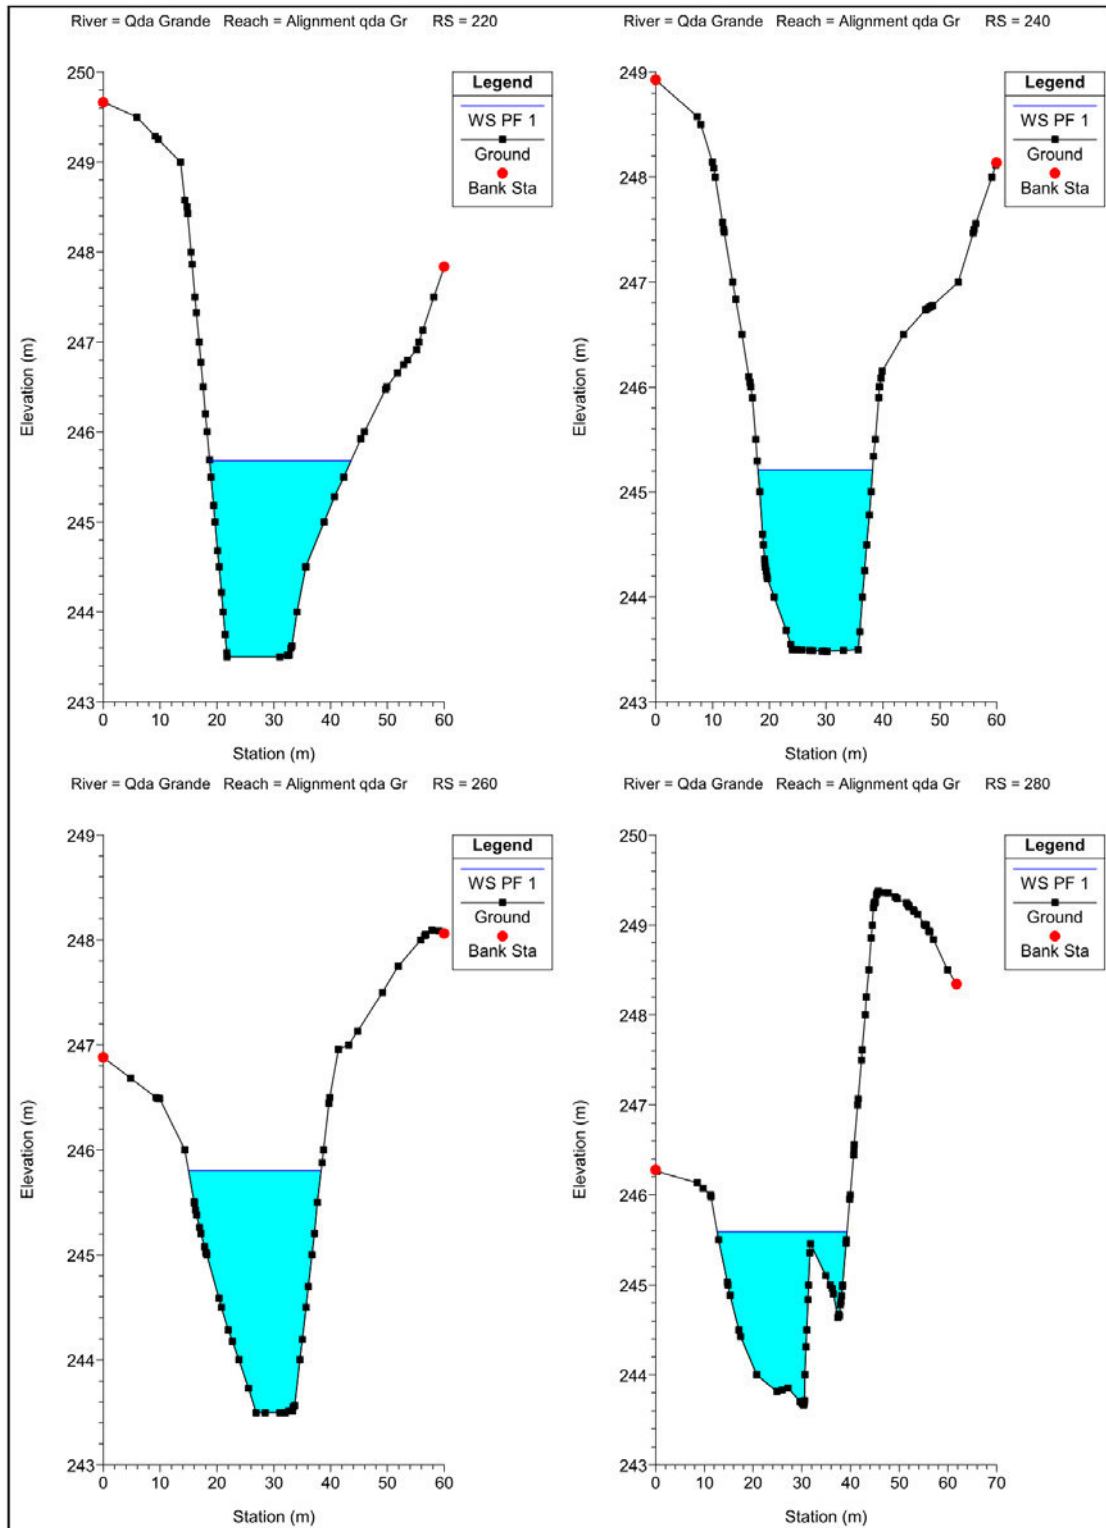 River = Qda Grande   Reach = Alignment qda Gr      RS = 220
250
249
248
247
246
245
244
243
Elevation (m)
0 10 20 30 40 50 60
Station (m)
Legend
WS PF 1
Ground
Bank Sta
River = Qda Grande   Reach = Alignment qda Gr      RS = 240
249
248
247
246
245
244
243
Elevation (m)
0 10 20 30 40 50 60
Station (m)
Legend
WS PF 1
Ground
Bank Sta
River = Qda Grande   Reach = Alignment qda Gr      RS = 260
249
248
247
246
245
244
243
Elevation (m)
0 10 20 30 40 50 60
Station (m)
Legend
WS PF 1
Ground
Bank Sta
River = Qda Grande   Reach = Alignment qda Gr      RS = 280
250
249
248
247
246
245
244
243
Elevation (m)
0 10 20 30 40 50 60 70
Station (m)
Legend
WS PF 1
Ground
Bank Sta